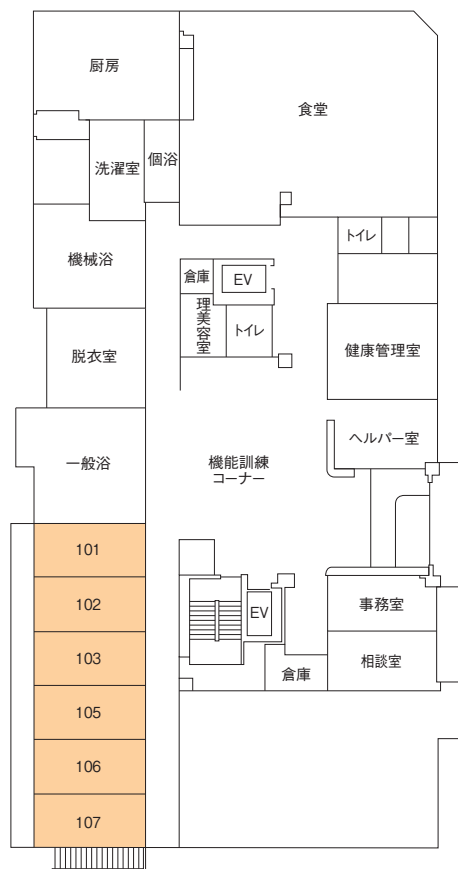 厨房
食堂
洗濯室
個浴
トイレ
機械浴
倉庫
EV
理美容室
トイレ
脱衣室
健康管理室
ヘルパー室
一般浴
機能訓練
コーナー
101
102
EV
事務室
103
相談室
倉庫
105
106
107